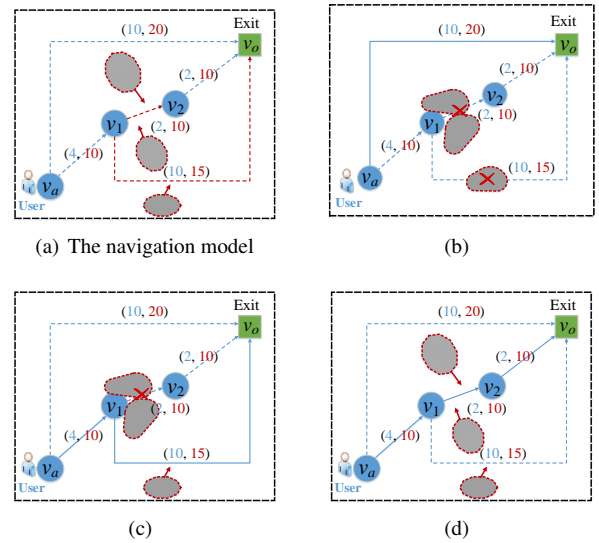 Exit
(10, 20)
v_o
(2, 10)
v_2
v_1
(2, 10)
(4, 10)
(10, 15)
v_a
User
(a) The navigation model
Exit
(10, 20)
v_o
v_2
v_1
(2, 10)
(2, 10)
(4, 10)
(10, 15)
v_a
User
(b)
Exit
(10, 20)
v_o
(2, 10)
v_2
v_1
(2, 10)
(4, 10)
(10, 15)
v_a
User
(c)
Exit
(10, 20)
v_o
(2, 10)
v_2
v_1
(2, 10)
(4, 10)
(10, 15)
v_a
User
(d)